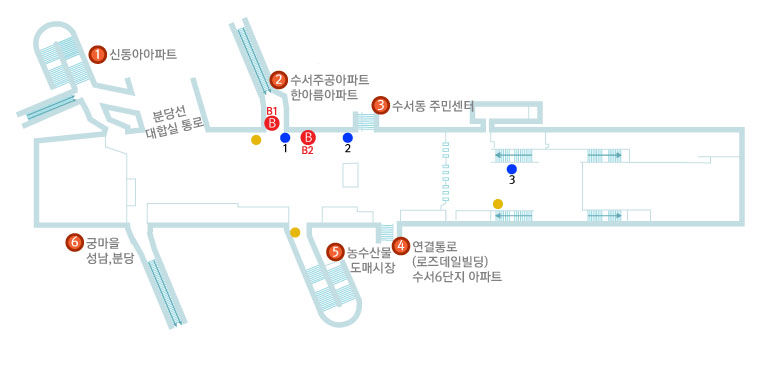 1 신동아아파트
2 수서주공아파트
한아름아파트
3 수서동 주민센터
분당선
대합실 통로
B1
B
B
B2
1
2
3
6 궁마을
성남,분당
5 농수산물
도매시장
4 연결통로
(로즈데일빌딩)
수서6단지 아파트